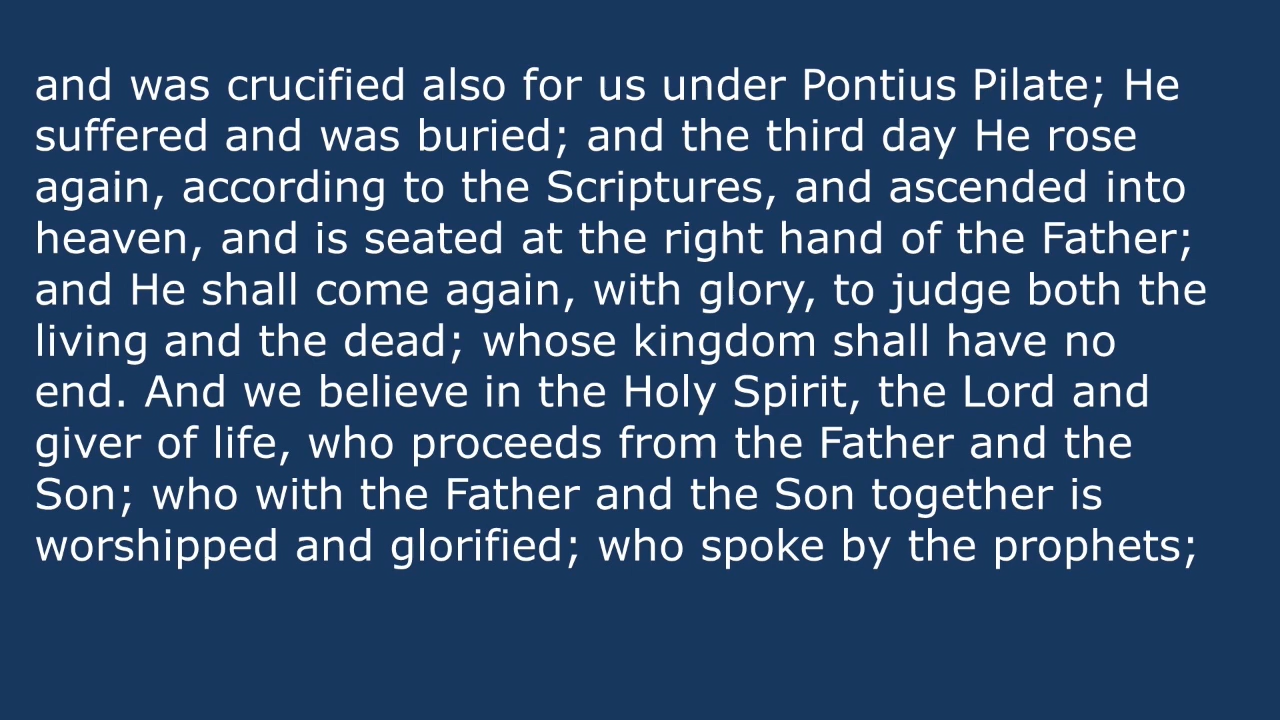 and was crucified also for us under Pontius Pilate; He
suffered and was buried; and the third day He rose
again, according to the Scriptures, and ascended into
heaven, and is seated at the right hand of the Father;
and He shall come again, with glory, to judge both the
living and the dead; whose kingdom shall have no
end. And we believe in the Holy Spirit, the Lord and
giver of life, who proceeds from the Father and the
Son; who with the Father and the Son together is
worshipped and glorified; who spoke by the prophets;